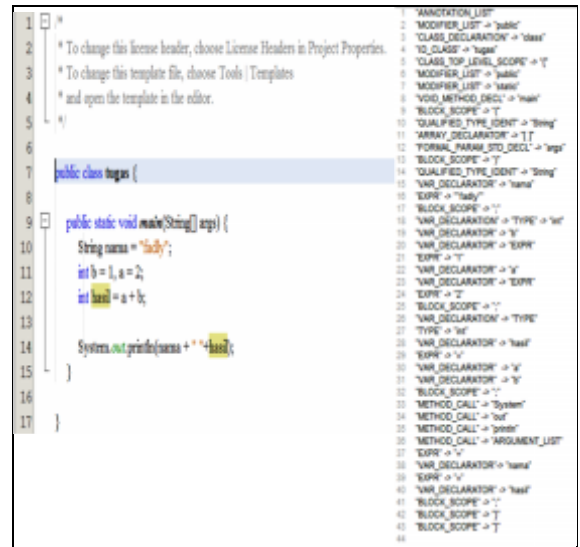 1 /*
2 * To change this license header, choose License Headers in Project Properties.
3 * To change this template file, choose Tools | Templates
4 * and open the template in the editor.
5 */
6
7 public class tugas {
8
9 public static void main(String[] args) {
10 String nama = "fadly";
11 int b = 1, a = 2;
12 int hasil = a + b;
13
14 System.out.println(nama + " "+hasil);
15 }
16
17 }
1 "ANNOTATION_LIST"
2 "MODIFIER_LIST" -> "public"
3 "CLASS_DECLARATION" -> "class"
4 "ID_CLASS" -> "tugas"
5 "CLASS_TOP_LEVEL_SCOPE" -> "{"
6 "MODIFIER_LIST" -> "public"
7 "MODIFIER_LIST" -> "static"
8 "VOID_METHOD_DECL" -> "main"
9 "BLOCK_SCOPE" -> "("
10 "QUALIFIED_TYPE_IDENT" -> "String"
11 "ARRAY_DECLARATOR" -> "[ ]"
12 "FORMAL_PARAM_STD_DECL" -> "args"
13 "BLOCK_SCOPE" ->
14 "QUALIFIED_TYPE_IDENT" -> "String"
15 "VAR_DECLARATOR" -> "nama"
16 "EXPR" -> "fadly"
17 "BLOCK_SCOPE" -> ";"
18 "VAR_DECLARATION" -> "TYPE" -> "int"
19 "VAR_DECLARATOR" -> "b"
20 "VAR_DECLARATOR" -> "EXPR"
21 "EXPR" -> "1"
22 "VAR_DECLARATOR" -> "a"
23 "VAR_DECLARATOR" -> "EXPR"
24 "EXPR" -> "2"
25 "BLOCK_SCOPE" -> ";"
26 "VAR_DECLARATION" -> "TYPE"
27 "TYPE" -> "int"
28 "VAR_DECLARATOR" -> "hasil"
29 "EXPR" -> "+"
30 "VAR_DECLARATOR" -> "a"
31 "VAR_DECLARATOR" -> "b"
32 "BLOCK_SCOPE" -> ";"
33 "METHOD_CALL" -> "System"
34 "METHOD_CALL" -> "out"
35 "METHOD_CALL" -> "println"
36 "METHOD_CALL" -> "ARGUMENT_LIST"
37 "EXPR" -> "+"
38 "VAR_DECLARATOR" -> "nama"
39 "EXPR" -> "+"
40 "VAR_DECLARATOR" -> "hasil"
41 "BLOCK_SCOPE" -> ";"
42 "BLOCK_SCOPE" ->
43 "BLOCK_SCOPE" ->
44